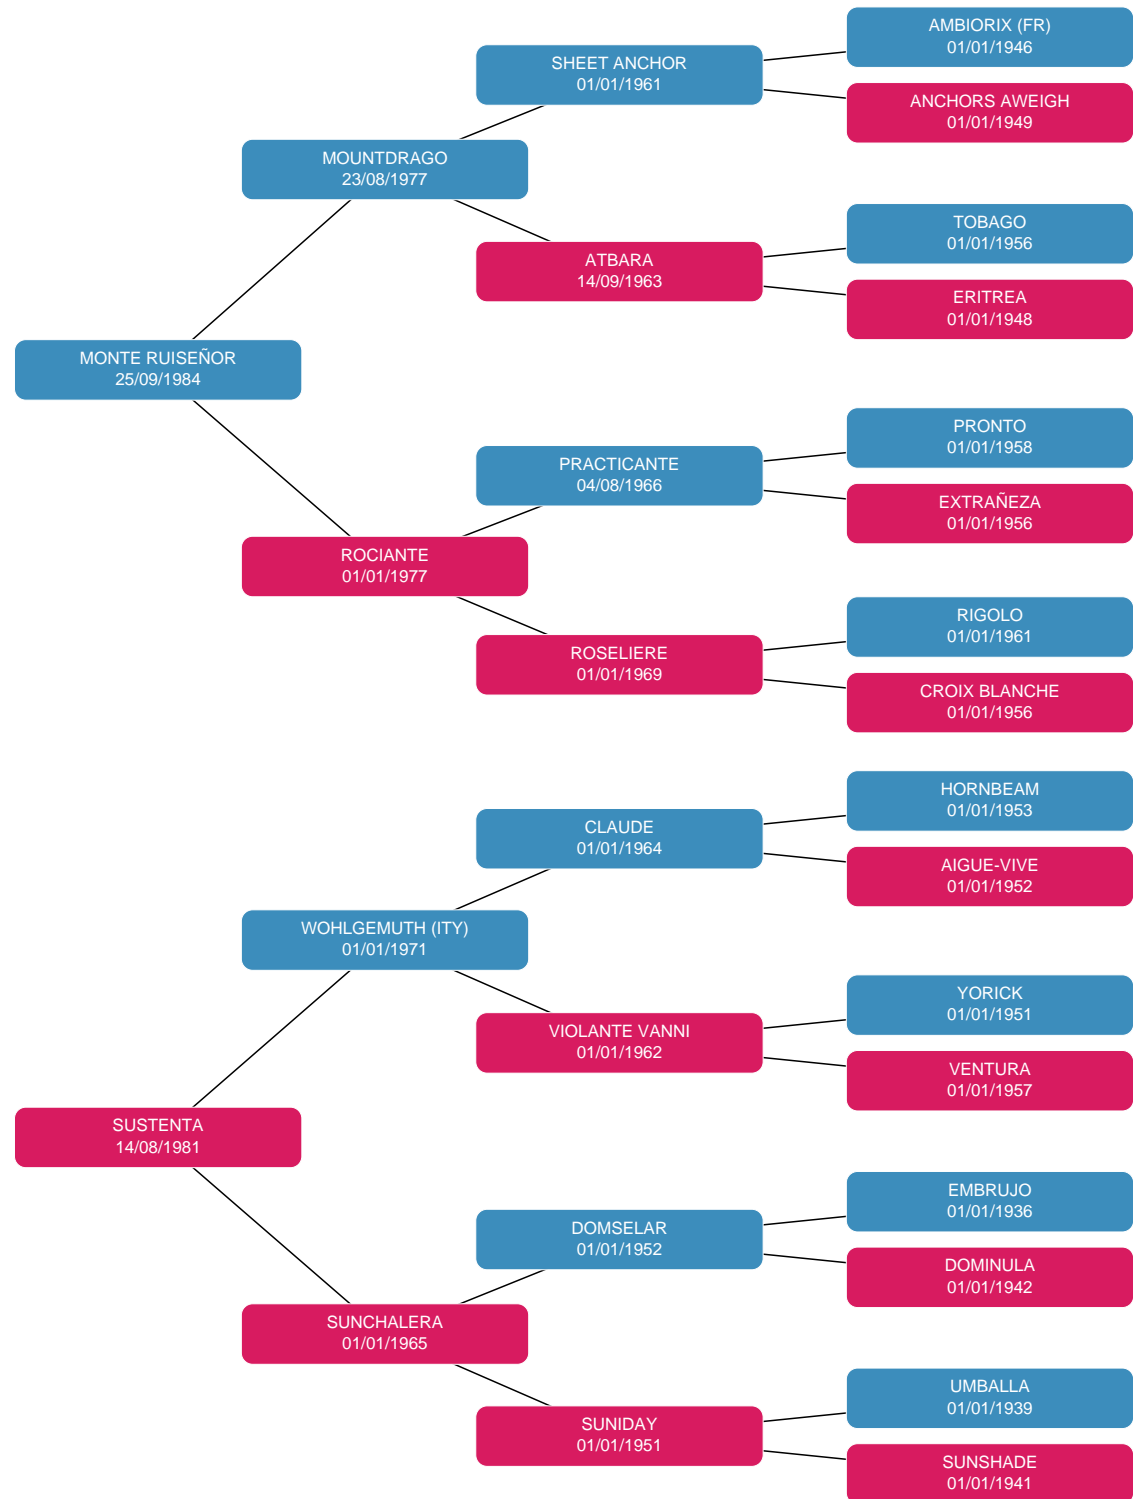 AMBIORIX (FR)
01/01/1946
SHEET ANCHOR
01/01/1961
ANCHORS AWEIGH
01/01/1949
MOUNTDRAGO
23/08/1977
TOBAGO
01/01/1956
ATBARA
14/09/1963
ERITREA
01/01/1948
MONTE RUISEÑOR
25/09/1984
PRONTO
01/01/1958
PRACTICANTE
04/08/1966
EXTRAÑEZA
01/01/1956
ROCIANTE
01/01/1977
RIGOLO
01/01/1961
ROSELIERE
01/01/1969
CROIX BLANCHE
01/01/1956
HORNBEAM
01/01/1953
CLAUDE
01/01/1964
AIGUE-VIVE
01/01/1952
WOHLGEMUTH (ITY)
01/01/1971
YORICK
01/01/1951
VIOLANTE VANNI
01/01/1962
VENTURA
01/01/1957
SUSTENTA
14/08/1981
EMBRUJO
01/01/1936
DOMSELAR
01/01/1952
DOMINULA
01/01/1942
SUNCHALERA
01/01/1965
UMBALLA
01/01/1939
SUNIDAY
01/01/1951
SUNSHADE
01/01/1941